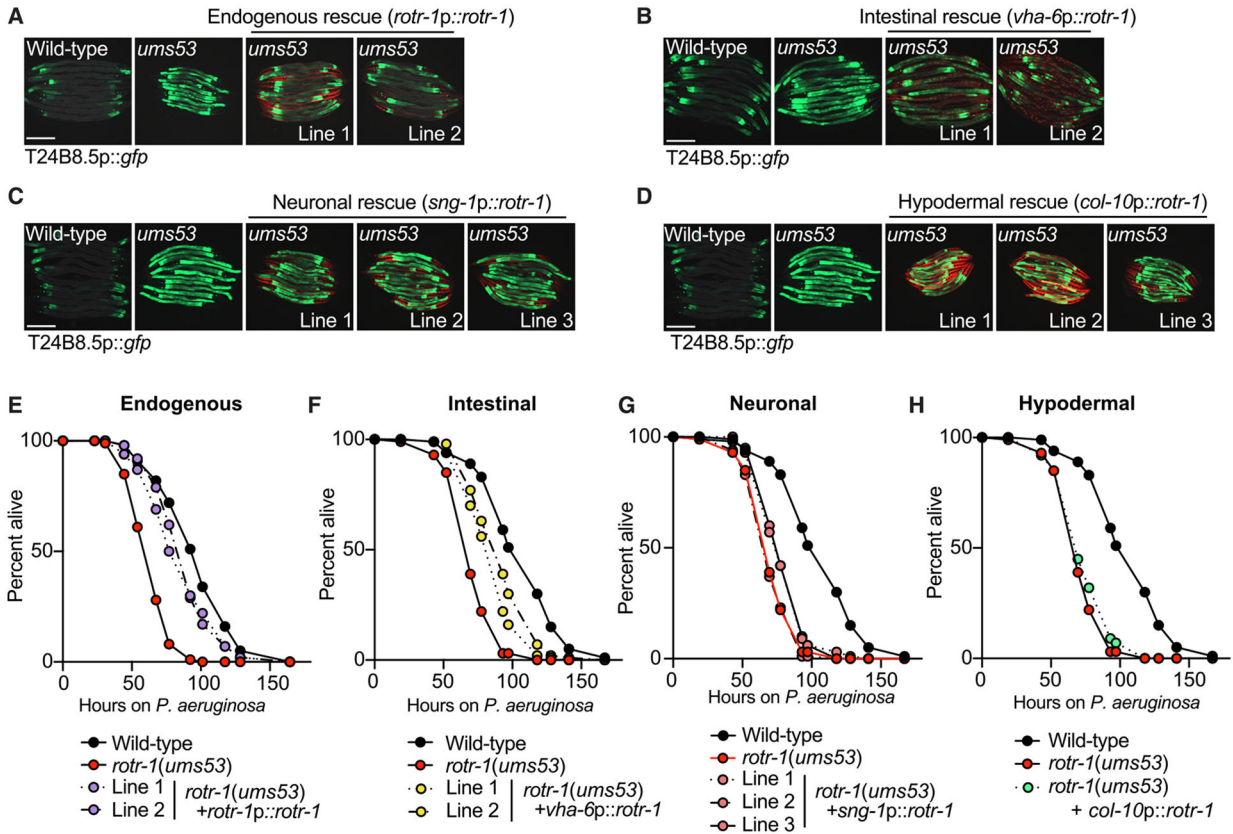 A
Endogenous rescue (rotr-1p::rotr-1)
Wild-type
ums53
ums53
ums53
Line 1
Line 2
T24B8.5p::gfp
B
Intestinal rescue (vha-6p::rotr-1)
Wild-type
ums53
ums53
ums53
Line 1
Line 2
T24B8.5p::gfp
C
Neuronal rescue (sng-1p::rotr-1)
Wild-type
ums53
ums53
ums53
ums53
Line 1
Line 2
Line 3
T24B8.5p::gfp
D
Hypodermal rescue (col-10p::rotr-1)
Wild-type
ums53
ums53
ums53
ums53
Line 1
Line 2
Line 3
T24B8.5p::gfp
E
Endogenous
Percent alive
100
50
0
0 50 100 150
Hours on P. aeruginosa
Wild-type
rotr-1(ums53)
Line 1
Line 2
rotr-1(ums53)
+rotr-1p::rotr-1
F
Intestinal
Percent alive
100
50
0
0 50 100 150
Hours on P. aeruginosa
Wild-type
rotr-1(ums53)
Line 1
Line 2
rotr-1(ums53)
+vha-6p::rotr-1
G
Neuronal
Percent alive
100
50
0
0 50 100 150
Hours on P. aeruginosa
Wild-type
rotr-1(ums53)
Line 1
Line 2
Line 3
rotr-1(ums53)
+sng-1p::rotr-1
H
Hypodermal
Percent alive
100
50
0
0 50 100 150
Hours on P. aeruginosa
Wild-type
rotr-1(ums53)
rotr-1(ums53)
+ col-10p::rotr-1